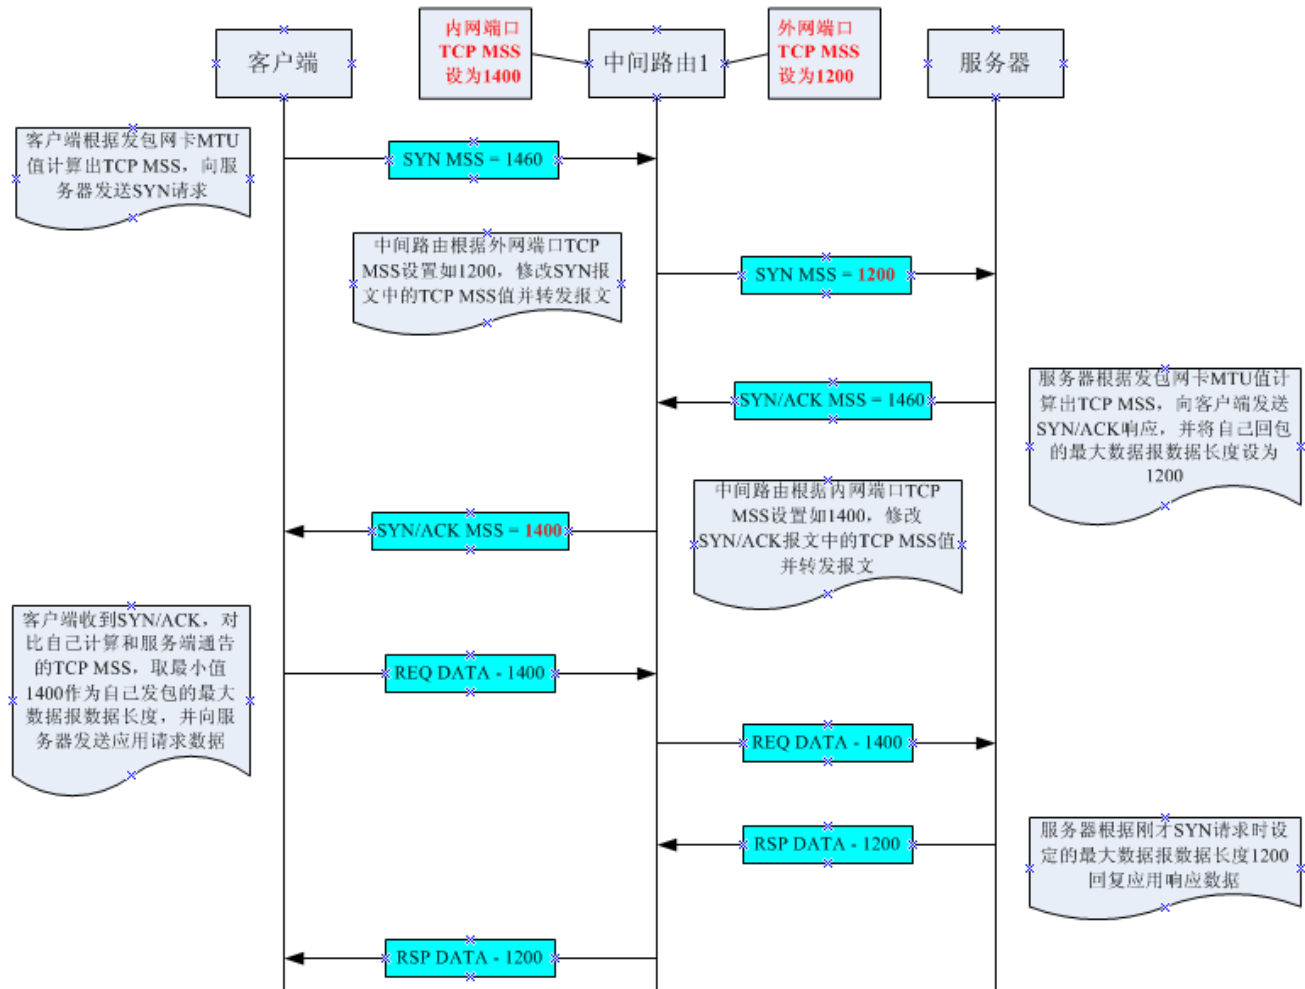 客户端
内网端口
TCP MSS
设为1400
中间路由1
外网端口
TCP MSS
设为1200
服务器
客户端根据发包网卡MTU
值计算出TCP MSS，向服
务器发送SYN请求
SYN MSS = 1460
中间路由根据外网端口TCP
MSS设置如1200，修改SYN报
文中的TCP MSS值并转发报文
SYN MSS = 1200
服务器根据发包网卡MTU值计
算出TCP MSS，向客户端发送
SYN/ACK响应，并将自己回包
的最大数据报数据长度设为
1200
SYN/ACK MSS = 1460
中间路由根据内网端口TCP
MSS设置如1400，修改
SYN/ACK报文中的TCP MSS值
并转发报文
SYN/ACK MSS = 1400
客户端收到SYN/ACK，对
比自己计算和服务端通告
的TCP MSS，取最小值
1400作为自己发包的最大
数据报数据长度，并向服
务器发送应用请求数据
REQ DATA - 1400
REQ DATA - 1400
服务器根据刚才SYN请求时设
定的最大数据报数据长度1200
回复应用响应数据
RSP DATA - 1200
RSP DATA - 1200